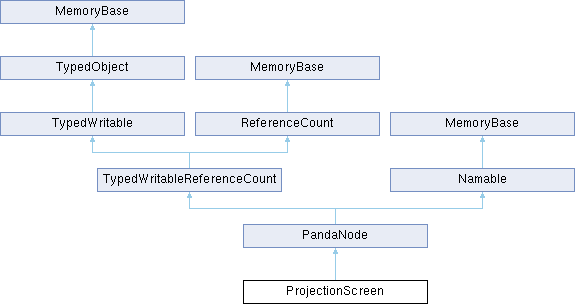 MemoryBase
TypedObject
MemoryBase
TypedWritable
ReferenceCount
MemoryBase
TypedWritableReferenceCount
Namable
PandaNode
ProjectionScreen